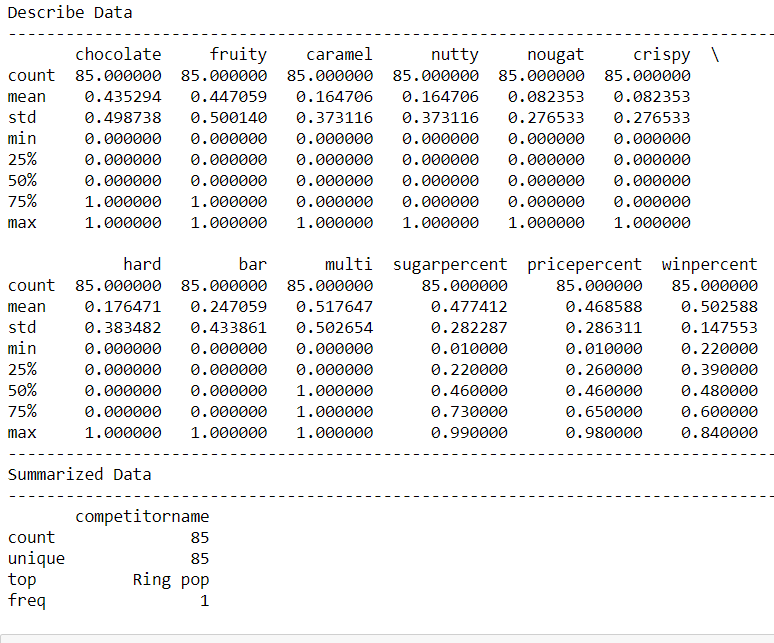 Describe Data
--------------------------------------------------------------------------------
       chocolate     fruity    caramel      nutty     nougat     crispy  \
count  85.000000  85.000000  85.000000  85.000000  85.000000  85.000000
mean    0.435294   0.447059   0.164706   0.164706   0.082353   0.082353
std     0.498738   0.500140   0.373116   0.373116   0.276533   0.276533
min     0.000000   0.000000   0.000000   0.000000   0.000000   0.000000
25%     0.000000   0.000000   0.000000   0.000000   0.000000   0.000000
50%     0.000000   0.000000   0.000000   0.000000   0.000000   0.000000
75%     1.000000   1.000000   0.000000   0.000000   0.000000   0.000000
max     1.000000   1.000000   1.000000   1.000000   1.000000   1.000000
            hard        bar      multi  sugarpercent  pricepercent  winpercent
count  85.000000  85.000000  85.000000     85.000000     85.000000   85.000000
mean    0.176471   0.247059   0.517647      0.477412      0.468588    0.502588
std     0.383482   0.433861   0.502654      0.282287      0.286311    0.147553
min     0.000000   0.000000   0.000000      0.010000      0.010000    0.220000
25%     0.000000   0.000000   0.000000      0.220000      0.260000    0.390000
50%     0.000000   0.000000   1.000000      0.460000      0.460000    0.480000
75%     0.000000   0.000000   1.000000      0.730000      0.650000    0.600000
max     1.000000   1.000000   1.000000      0.990000      0.980000    0.840000
--------------------------------------------------------------------------------
Summarized Data
--------------------------------------------------------------------------------
       competitorname
count              85
unique             85
top          Ring pop
freq                1